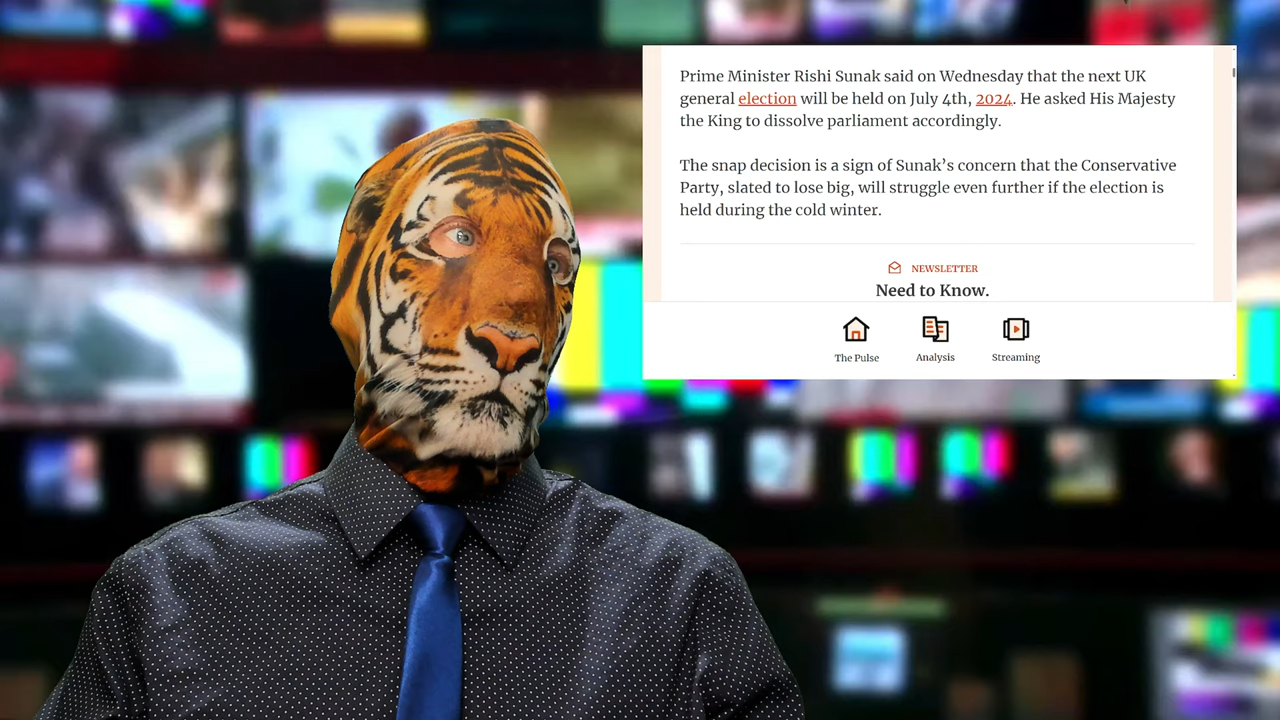 Prime Minister Rishi Sunak said on Wednesday that the next UK
general election will be held on July 4th, 2024. He asked His Majesty
the King to dissolve parliament accordingly.
The snap decision is a sign of Sunak’s concern that the Conservative
Party, slated to lose big, will struggle even further if the election is
held during the cold winter.
NEWSLETTER
Need to Know.
The Pulse
Analysis
Streaming